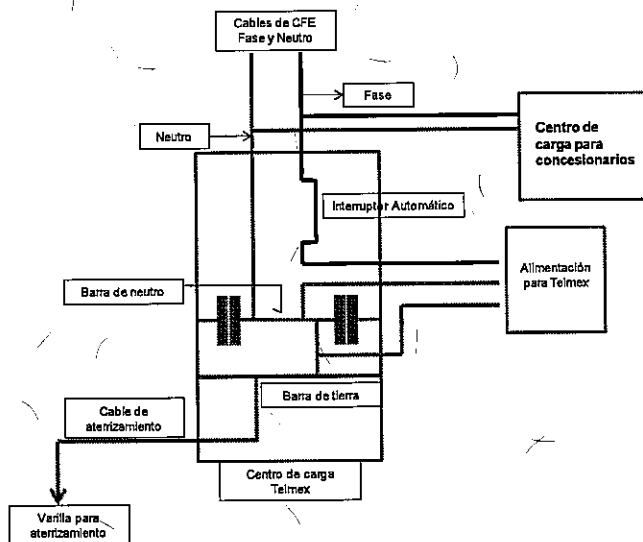 Cables de CFE
Fase y Neutro
Fase
Neutro
Centro de
carga para
concesionarios
Interruptor Automático
Alimentación
para Telmex
Barra de neutro
Barra de tierra
Cable de
aterrizamiento
Centro de carga
Telmex
Varilla para
aterrizamiento